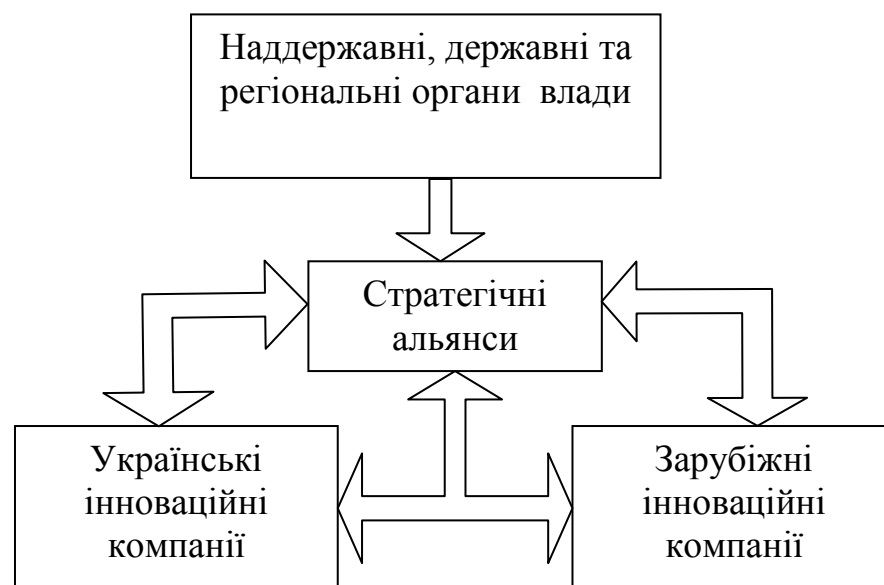 Наддержавні, державні та
регіональні органи влади
Стратегічні
альянси
Українські
інноваційні
компанії
Зарубіжні
інноваційні
компанії